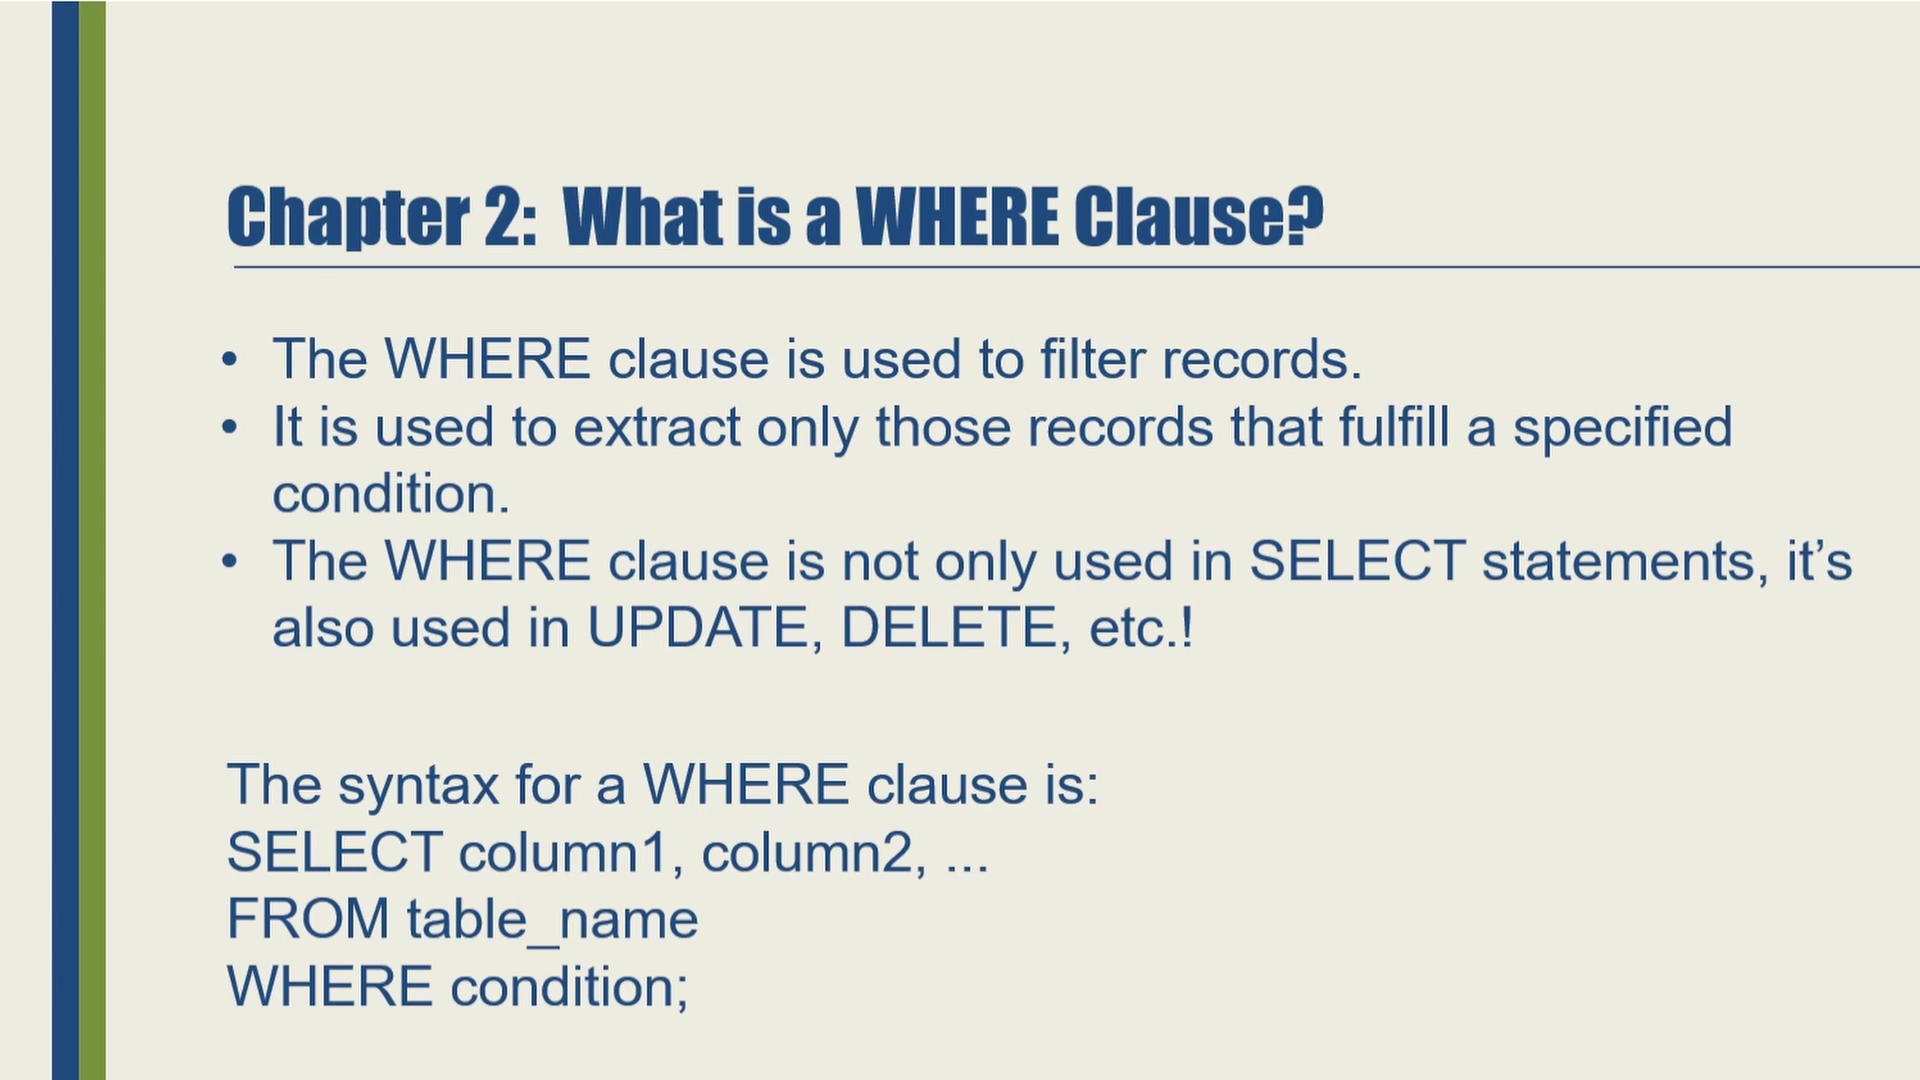 Chapter 2:  What is a WHERE Clause?
• The WHERE clause is used to filter records.
• It is used to extract only those records that fulfill a specified
condition.
• The WHERE clause is not only used in SELECT statements, it’s
also used in UPDATE, DELETE, etc.!
The syntax for a WHERE clause is:
SELECT column1, column2, ...
FROM table_name
WHERE condition;